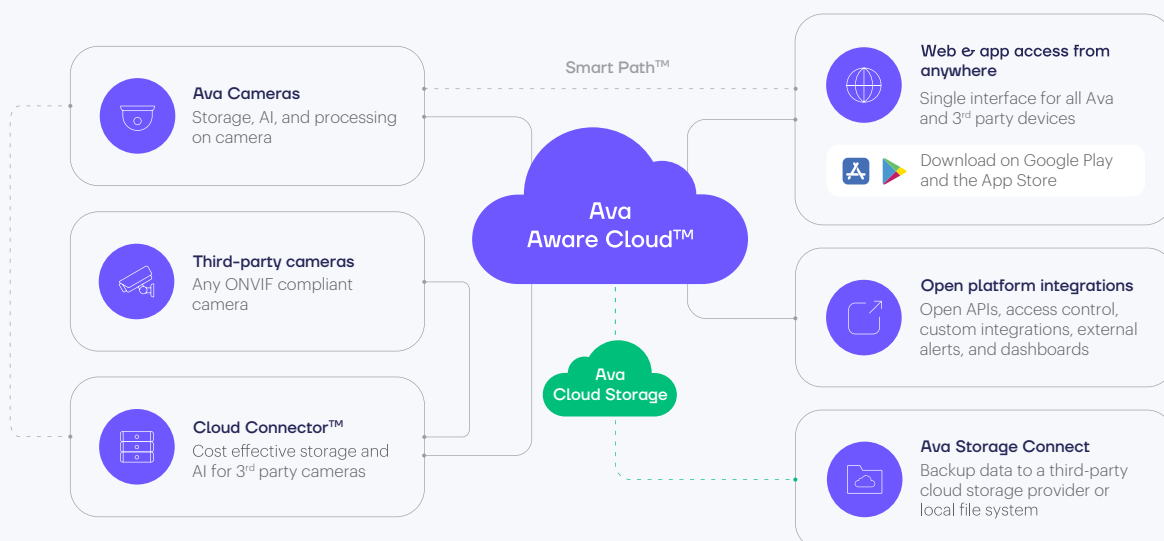 Smart Path™
Ava Cameras
Storage, AI, and processing
on camera
Third-party cameras
Any ONVIF compliant
camera
Cloud Connector™
Cost effective storage and
AI for 3rd party cameras
Ava
Aware Cloud™
Ava
Cloud Storage
Web & app access from
anywhere
Single interface for all Ava
and 3rd party devices
Download on Google Play
and the App Store
Open platform integrations
Open APIs, access control,
custom integrations, external
alerts, and dashboards
Ava Storage Connect
Backup data to a third-party
cloud storage provider or
local file system